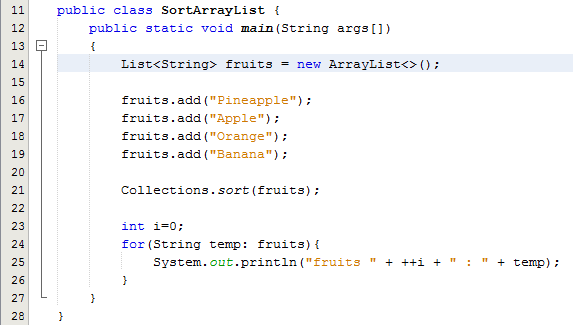 11 public class SortArrayList {
12 public static void main(String args[])
13 {
14 List<String> fruits = new ArrayList<>();
15
16 fruits.add("Pineapple");
17 fruits.add("Apple");
18 fruits.add("Orange");
19 fruits.add("Banana");
20
21 Collections.sort(fruits);
22
23 int i=0;
24 for(String temp: fruits){
25 System.out.println("fruits " + ++i + " : " + temp);
26 }
27 }
28 }